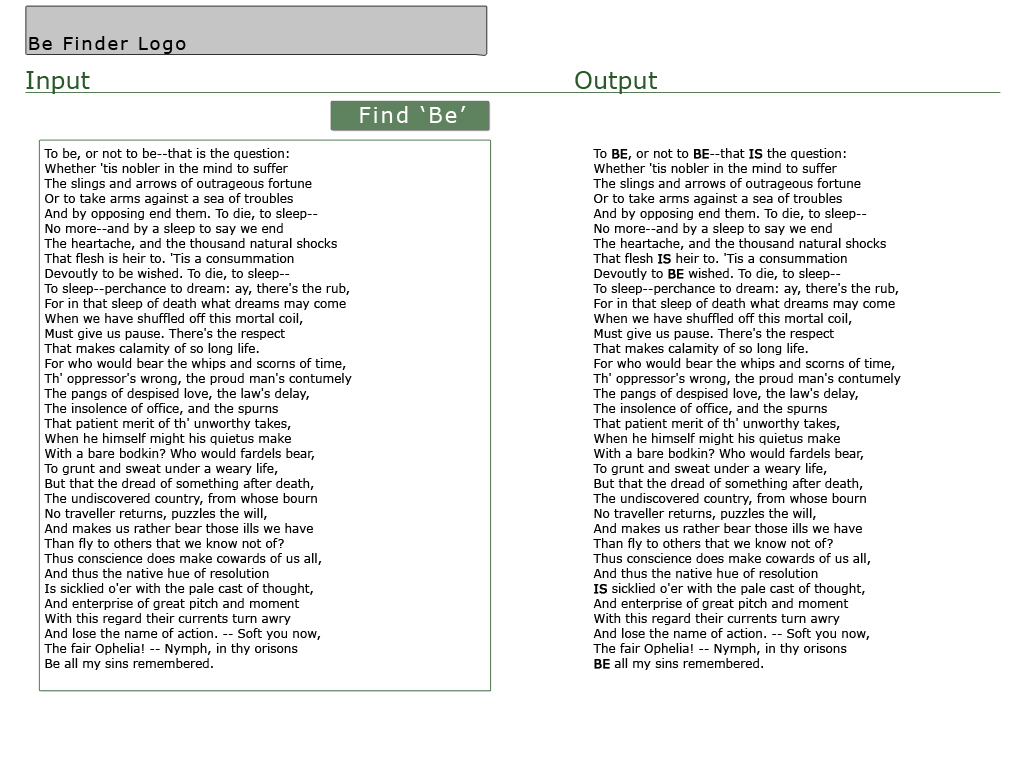 Be Finder Logo
Input
Output
Find ‘Be’
To be, or not to be--that is the question:
Whether 'tis nobler in the mind to suffer
The slings and arrows of outrageous fortune
Or to take arms against a sea of troubles
And by opposing end them. To die, to sleep--
No more--and by a sleep to say we end
The heartache, and the thousand natural shocks
That flesh is heir to. 'Tis a consummation
Devoutly to be wished. To die, to sleep--
To sleep--perchance to dream: ay, there's the rub,
For in that sleep of death what dreams may come
When we have shuffled off this mortal coil,
Must give us pause. There's the respect
That makes calamity of so long life.
For who would bear the whips and scorns of time,
Th' oppressor's wrong, the proud man's contumely
The pangs of despised love, the law's delay,
The insolence of office, and the spurns
That patient merit of th' unworthy takes,
When he himself might his quietus make
With a bare bodkin? Who would fardels bear,
To grunt and sweat under a weary life,
But that the dread of something after death,
The undiscovered country, from whose bourn
No traveller returns, puzzles the will,
And makes us rather bear those ills we have
Than fly to others that we know not of?
Thus conscience does make cowards of us all,
And thus the native hue of resolution
Is sicklied o'er with the pale cast of thought,
And enterprise of great pitch and moment
With this regard their currents turn awry
And lose the name of action. -- Soft you now,
The fair Ophelia! -- Nymph, in thy orisons
Be all my sins remembered.
To BE, or not to BE--that IS the question:
Whether 'tis nobler in the mind to suffer
The slings and arrows of outrageous fortune
Or to take arms against a sea of troubles
And by opposing end them. To die, to sleep--
No more--and by a sleep to say we end
The heartache, and the thousand natural shocks
That flesh IS heir to. 'Tis a consummation
Devoutly to BE wished. To die, to sleep--
To sleep--perchance to dream: ay, there's the rub,
For in that sleep of death what dreams may come
When we have shuffled off this mortal coil,
Must give us pause. There's the respect
That makes calamity of so long life.
For who would bear the whips and scorns of time,
Th' oppressor's wrong, the proud man's contumely
The pangs of despised love, the law's delay,
The insolence of office, and the spurns
That patient merit of th' unworthy takes,
When he himself might his quietus make
With a bare bodkin? Who would fardels bear,
To grunt and sweat under a weary life,
But that the dread of something after death,
The undiscovered country, from whose bourn
No traveller returns, puzzles the will,
And makes us rather bear those ills we have
Than fly to others that we know not of?
Thus conscience does make cowards of us all,
And thus the native hue of resolution
IS sicklied o'er with the pale cast of thought,
And enterprise of great pitch and moment
With this regard their currents turn awry
And lose the name of action. -- Soft you now,
The fair Ophelia! -- Nymph, in thy orisons
BE all my sins remembered.